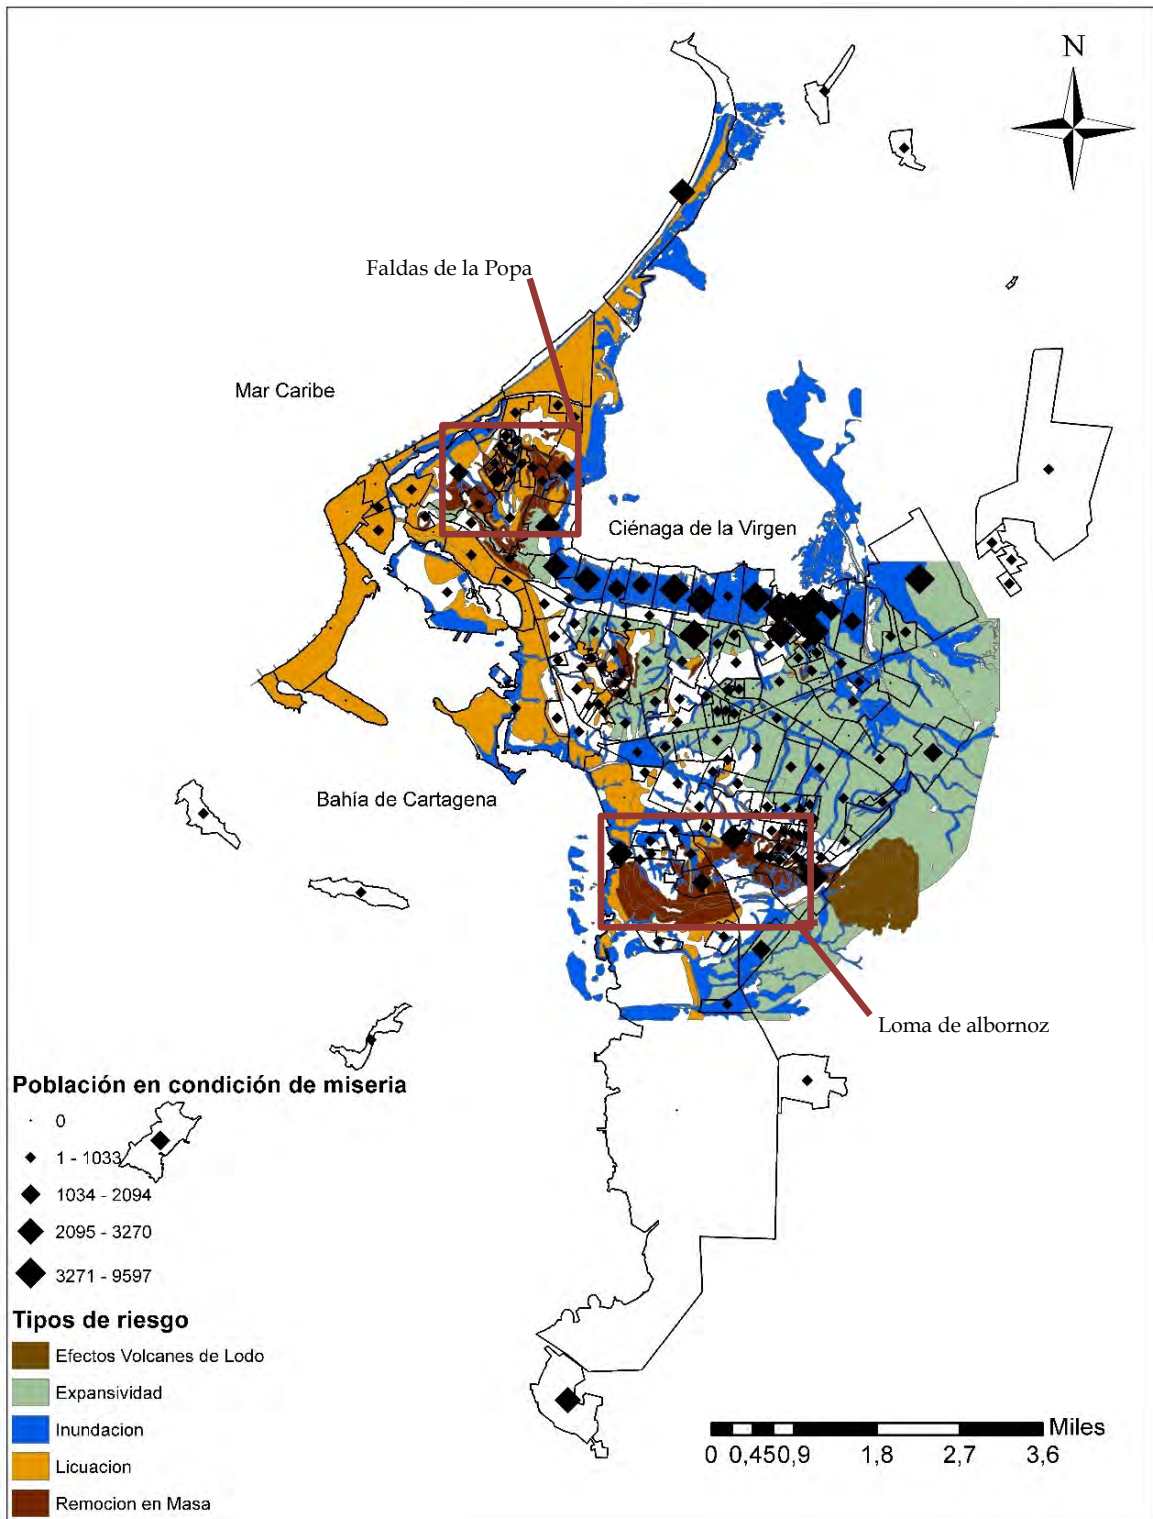 N
Faldas de la Popa
Mar Caribe
Ciénaga de la Virgen
Bahía de Cartagena
Loma de albornoz
Población en condición de miseria
0
1 - 1033
1034 - 2094
2095 - 3270
3271 - 9597
Tipos de riesgo
Efectos Volcanes de Lodo
Expansividad
Inundacion
Licuacion
Remocion en Masa
Miles
0 0,450,9 1,8 2,7 3,6